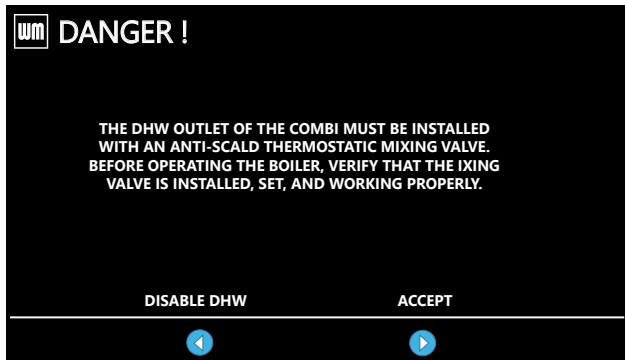 wm DANGER !
THE DHW OUTLET OF THE COMBI MUST BE INSTALLED
WITH AN ANTI-SCALD THERMOSTATIC MIXING VALVE.
BEFORE OPERATING THE BOILER, VERIFY THAT THE IXING
VALVE IS INSTALLED, SET, AND WORKING PROPERLY.
DISABLE DHW ACCEPT